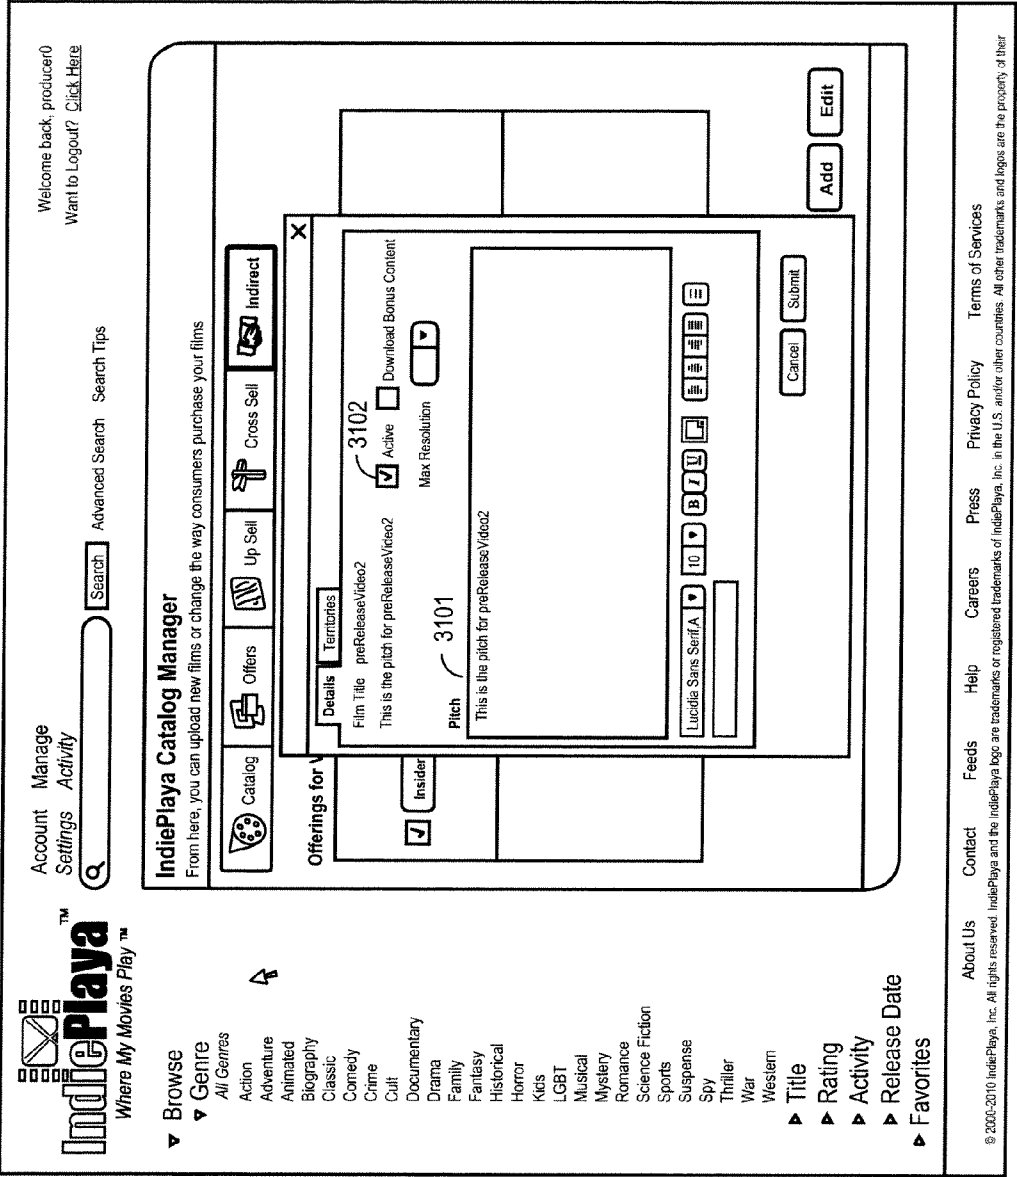 IndiePlaya™
Where My Movies Play ™
Account Settings
Manage Activity
Welcome back, producer0
Want to Logout? Click Here
Search
Advanced Search
Search Tips
Browse
Genre
All Genres
Action
Adventure
Animated
Biography
Classic
Comedy
Crime
Cult
Documentary
Drama
Family
Fantasy
Historical
Horror
Kids
LGBT
Musical
Mystery
Romance
Science Fiction
Sports
Suspense
Spy
Thriller
War
Western
Title
Rating
Activity
Release Date
Favorites
IndiePlaya Catalog Manager
From here, you can upload new films or change the way consumers purchase your films
Catalog
Offers
Up Sell
Cross Sell
Indirect
Offerings for V
Insider
X
Details
Territories
Film Title preReleaseVideo2
This is the pitch for preReleaseVideo2
3102
Active
Download Bonus Content
Max Resolution
Pitch
3101
This is the pitch for preReleaseVideo2
Lucidia Sans Serif,A
10
B I U
Cancel
Submit
Add
Edit
About Us
Contact
Feeds
Help
Careers
Press
Privacy Policy
Terms of Services
© 2000-2010 IndiePlaya, Inc. All rights reserved. IndiePlaya and the IndiePlaya logo are trademarks or registered trademarks of IndiePlaya, Inc. in the U.S. and/or other countries. All other trademarks and logos are the property of their